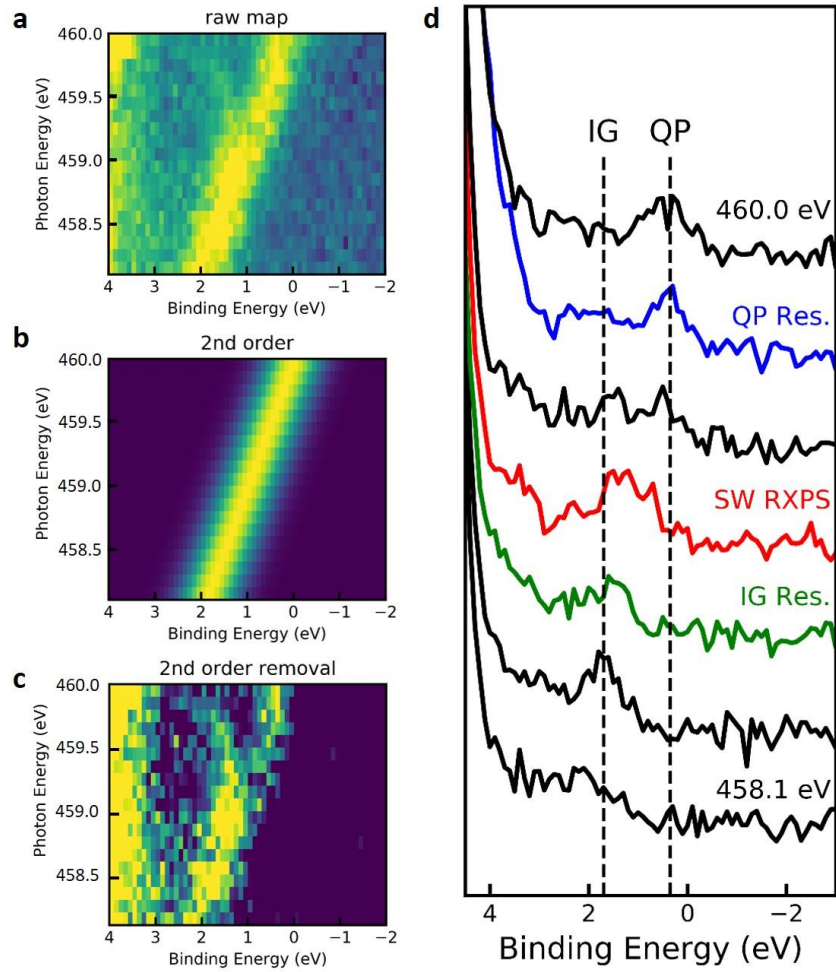 a
raw map
460.0
459.5
459.0
458.5
Photon Energy (eV)
4 3 2 1 0 −1 −2
Binding Energy (eV)
b
2nd order
460.0
459.5
459.0
458.5
Photon Energy (eV)
4 3 2 1 0 −1 −2
Binding Energy (eV)
c
2nd order removal
460.0
459.5
459.0
458.5
Photon Energy (eV)
4 3 2 1 0 −1 −2
Binding Energy (eV)
d
IG QP
460.0 eV
QP Res.
SW RXPS
IG Res.
458.1 eV
4 2 0 −2
Binding Energy (eV)